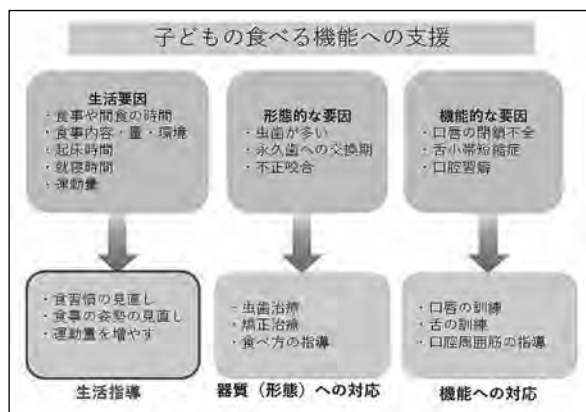 子どもの食べる機能への支援
生活要因
・食事や間食の時間
・食事内容・量・環境
・起床時間
・就寝時間
・運動量
形態的な要因
・虫歯が多い
・永久歯への交換期
・不正咬合
機能的な要因
・口唇の閉鎖不全
・舌小帯短縮症
・口腔習癖
・食習慣の見直し
・食事の姿勢の見直し
・運動量を増やす
生活指導
・虫歯治療
・矯正治療
・食べ方の指導
器質（形態）への対応
・口唇の訓練
・舌の訓練
・口腔周囲筋の指導
機能への対応